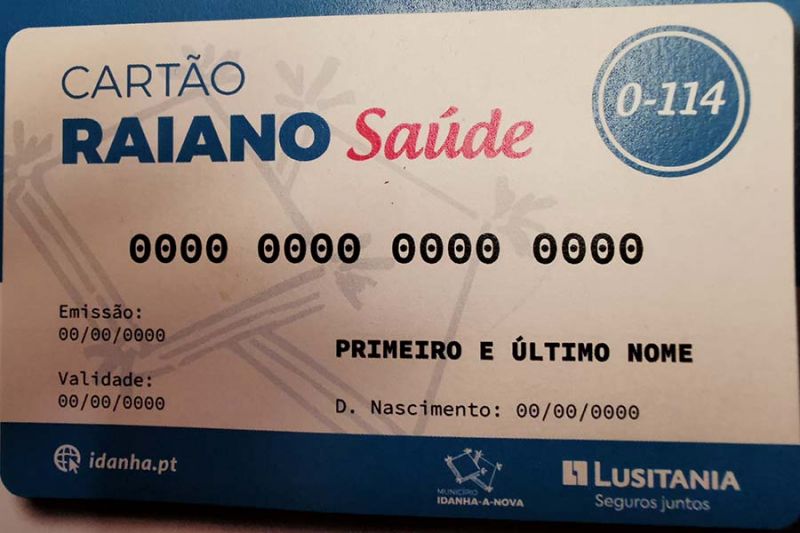 CARTÃO
RAIANO Saúde
0-114
0000 0000 0000 0000
Emissão:
00/00/0000
Validade:
00/00/0000
PRIMEIRO E ÚLTIMO NOME
D. Nascimento: 00/00/0000
idanha.pt
MUNICÍPIO
IDANHA-A-NOVA
LUSITANIA
Seguros juntos